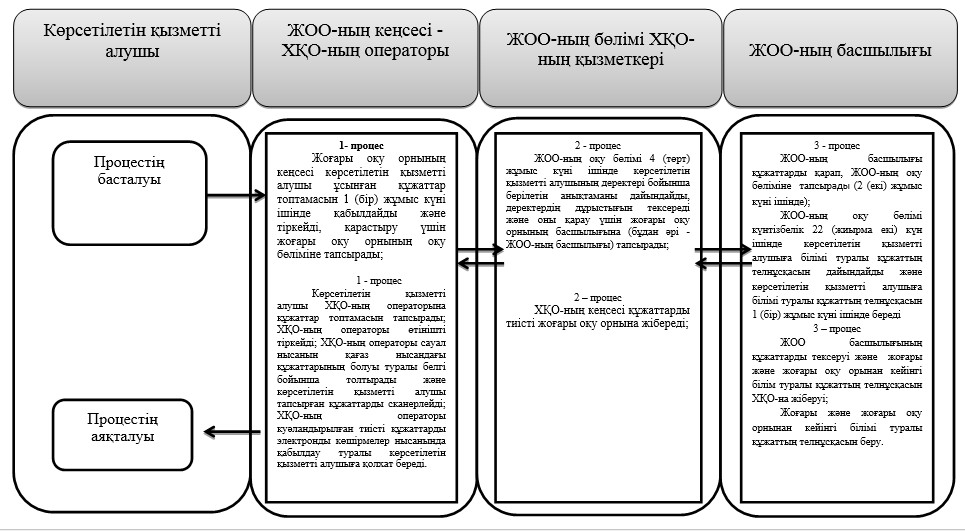 Көрсетілетін қызметті
алушы
ЖОО-ның кеңсесі -
ХҚО-ның операторы
ЖОО-ның бөлімі ХҚО-
ның қызметкері
ЖОО-ның басшылығы
Процестің
басталуы
Процестің
аяқталуы
1- процес
Жоғары оқу орнының
кеңсесі көрсетілетін қызметті
алушы ұсынған құжаттар
топтамасын 1 (бір) жұмыс күні
ішінде қабылдайды және
тіркейді, қарастыру үшін
жоғары оқу орнының оқу
бөліміне тапсырады;
1 - процес
Көрсетілетін қызметті
алушы ХҚО-ның операторына
құжаттар топтамасын тапсырады;
ХҚО-ның операторы өтінішті
тіркейді; ХҚО-ның операторы сауал
нысанын қағаз нысандағы
құжаттарының болуы туралы белгі
бойынша толтырады және
көрсетілетін қызметті алушы
тапсырған құжаттарды сканерлейді;
ХҚО-ның операторы
куәландырылған тиісті құжаттарды
электронды көшірмелер нысанында
қабылдау туралы көрсетілетін
қызметті алушыға қолхат береді.
2 - процес
ЖОО-ның оқу бөлімі 4 (төрт)
жұмыс күні ішінде көрсетілетін
қызметті алушының деректері бойынша
берілетін анықтаманы дайындайды,
деректердің дұрыстығын тексереді
және оны қарау үшін жоғары оқу
орнының басшылығына (бұдан әрі -
ЖОО-ның басшылығы) тапсырады;
2 – процес
ХҚО-ның кеңсесі құжаттарды
тиісті жоғары оқу орнына жібереді;
3 - процес
ЖОО-ның басшылығы
құжаттарды қарап, ЖОО-ның оқу
бөліміне тапсырады (2 (екі) жұмыс
күні ішінде);
ЖОО-ның оқу бөлімі
күнтізбелік 22 (жиырма екі) күн
ішінде көрсетілетін қызметті
алушыға білімі туралы құжаттың
телнұсқасын дайындайды және
көрсетілетін қызметті алушыға
білімі туралы құжаттың телнұсқасын
1 (бір) жұмыс күні ішінде береді
3 – процес
ЖОО басшылығының
құжаттарды тексеруі және жоғары
және жоғары оқу орынан кейінгі
білім туралы құжаттың телнұсқасын
ХҚО-на жіберуі;
Жоғары және жоғары оқу
орнынан кейінгі білімі туралы
құжаттың телнұсқасын беру.